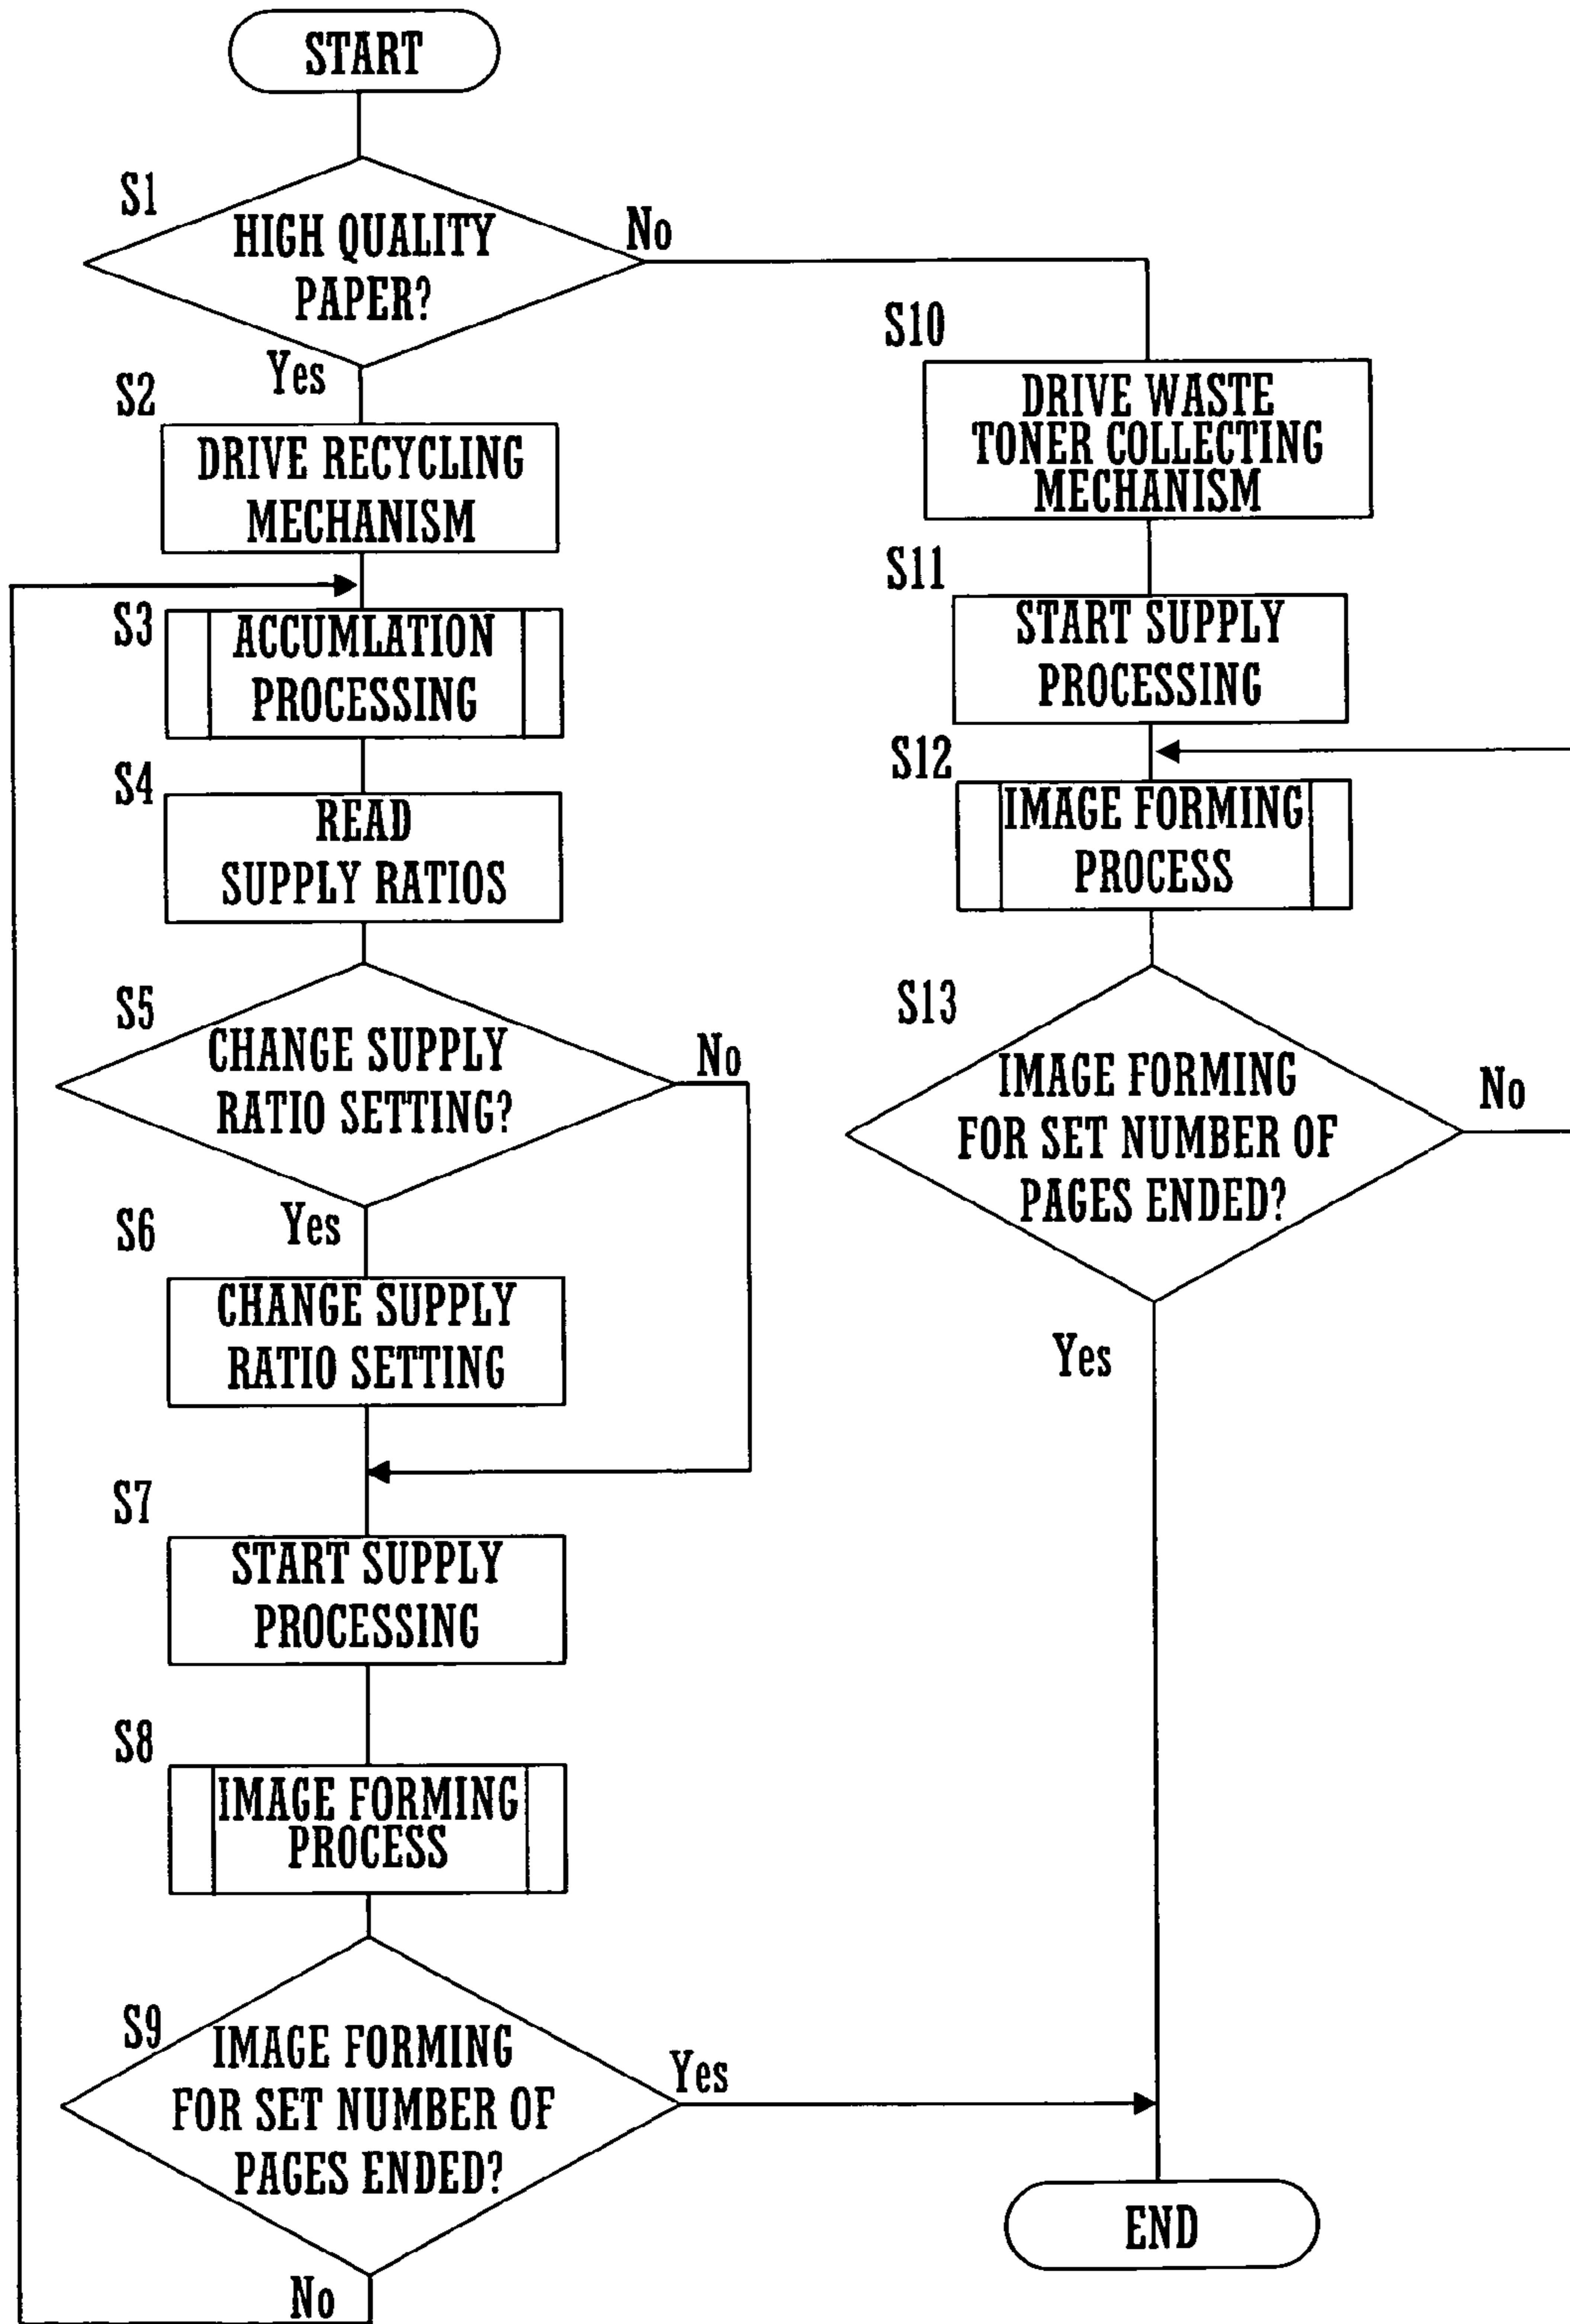 START
S1
HIGH QUALITY
PAPER?
No
Yes
S2
DRIVE RECYCLING
MECHANISM
S3
ACCUMLATION
PROCESSING
S4
READ
SUPPLY RATIOS
S5
CHANGE SUPPLY
RATIO SETTING?
No
Yes
S6
CHANGE SUPPLY
RATIO SETTING
S7
START SUPPLY
PROCESSING
S8
IMAGE FORMING
PROCESS
S9
IMAGE FORMING
FOR SET NUMBER OF
PAGES ENDED?
Yes
No
S10
DRIVE WASTE
TONER COLLECTING
MECHANISM
S11
START SUPPLY
PROCESSING
S12
IMAGE FORMING
PROCESS
S13
IMAGE FORMING
FOR SET NUMBER OF
PAGES ENDED?
No
Yes
END